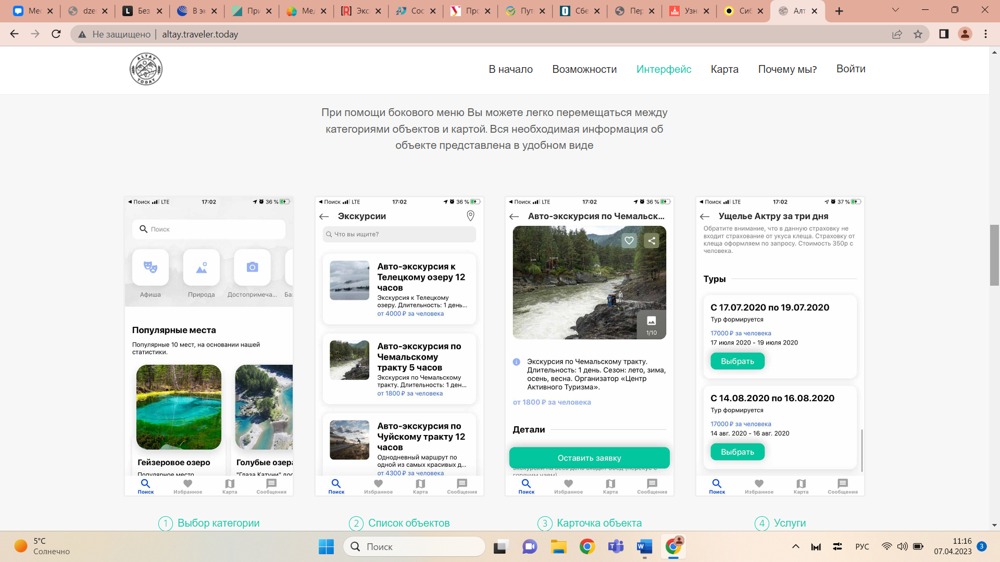 Мес
dze
Без
В эк
При
Ме
Экс
Сос
Про
Пут
Сбе
Пер
Узн
Сиб
Алт
Не защищено
altay.traveler.today
ALTAY
TODAY
В начало
Возможности
Интерфейс
Карта
Почему мы?
Войти
При помощи бокового меню Вы можете легко перемещаться между
категориями объектов и картой. Вся необходимая информация об
объекте представлена в удобном виде
Поиск LTE 17:02 36 %
Поиск
Афиша
Природа
Достопримеча...
Ба
Популярные места
Популярные 10 мест, на основании нашей
статистики.
Гейзеровое озеро
Голубые озер
Популярное место
"Глаза Катуни" дос
Поиск
Избранное
Карта
Сообщения
1 Выбор категории
Поиск LTE 17:02 36 %
Экскурсии
Что вы ищите?
Авто-экскурсия к
Телецкому озеру 12
часов
Экскурсия к Телецкому
озеру. Длительность: 1 день...
от 4000 ₽ за человека
Авто-экскурсия по
Чемальскому
тракту 5 часов
Экскурсия по Чемальскому
тракту. Длительность: 1 ден...
от 1800 ₽ за человека
Авто-экскурсия по
Чуйскому тракту 12
часов
Однодневный маршрут по
одной из самых красивых д...
от 4300 ₽ за человека
Поиск
Избранное
Карта
Сообщения
2 Список объектов
Поиск LTE 17:02 36 %
Авто-экскурсия по Чемальск...
1/10
Экскурсия по Чемальскому тракту.
Длительность: 1 день. Сезон: лето, зима,
осень, весна. Организатор «Центр
Активного Туризма».
от 1800 ₽ за человека
Детали
Оставить заявку
экскурсии на весь день входит обед (перекус с
горячим чаем)
Поиск
Избранное
Карта
Сообщения
3 Карточка объекта
Поиск LTE 17:02 37 %
Ущелье Актру за три дня
Обратите внимание, что в данную страховку не
входит страхование от укуса клеща. Страховку от
клеща оформляем по запросу. Стоимость 350р с
человека.
Туры
С 17.07.2020 по 19.07.2020
Тур формируется
17000 ₽ за человека
17 июля 2020 - 19 июля 2020
Выбрать
С 14.08.2020 по 16.08.2020
Тур формируется
17000 ₽ за человека
14 авг. 2020 - 16 авг. 2020
Выбрать
Поиск
Избранное
Карта
Сообщения
4 Услуги
5°C
Солнечно
Поиск
РУС
11:16
07.04.2023
3